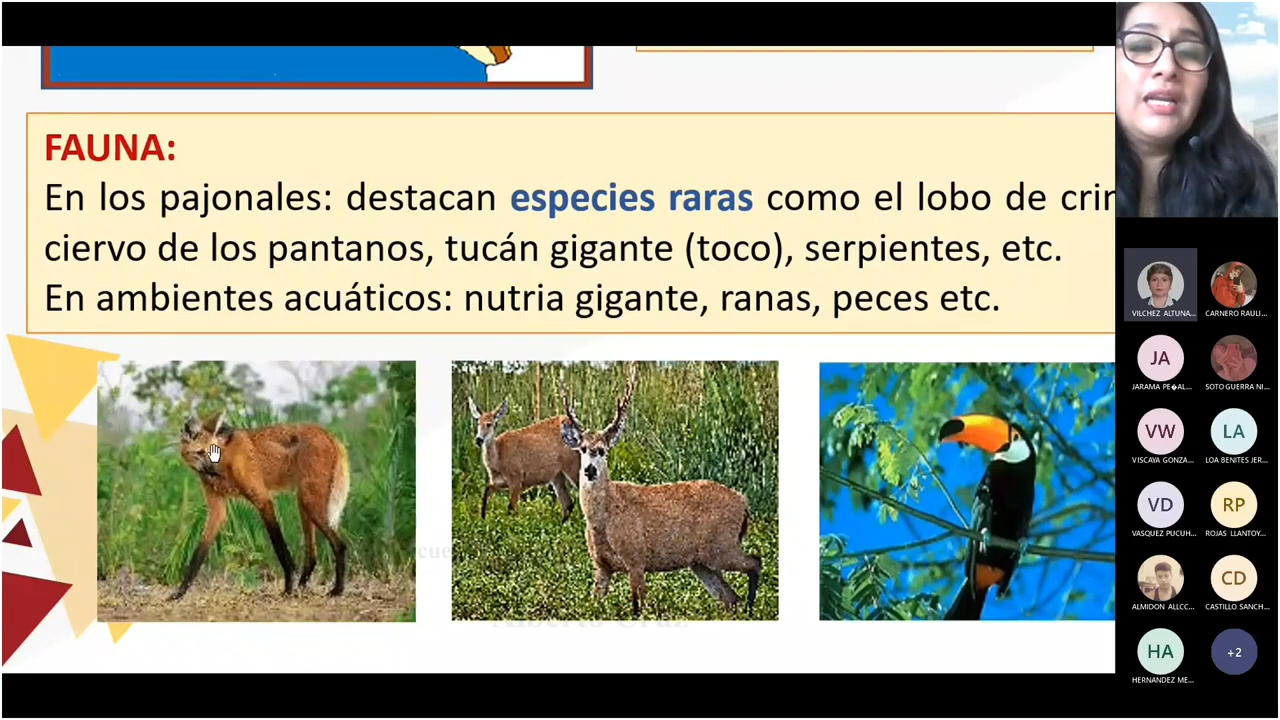 FAUNA:
En los pajonales: destacan especies raras como el lobo de crin
ciervo de los pantanos, tucán gigante (toco), serpientes, etc.
En ambientes acuáticos: nutria gigante, ranas, peces etc.
Alberto Cruz
VILCHEZ ALTUNA...
CARNERO RAULI...
JA
JARAMA PE�AL...
SOTO GUERRA NI...
VW
VISCAYA GONZA...
LA
LOA BENITES JER...
VD
VASQUEZ PUCUH...
RP
ROJAS LLANTOY...
ALMIDON ALLCC...
CD
CASTILLO SANCH...
HA
HERNANDEZ ME...
+2